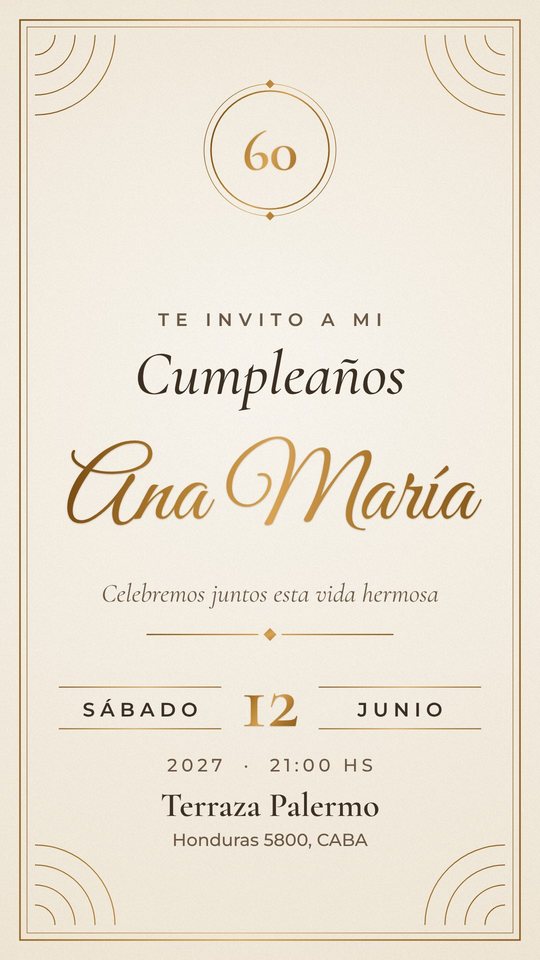 60
TE INVITO A MI
Cumpleaños
Ana María
Celebremos juntos esta vida hermosa
SÁBADO 12 JUNIO
2027 · 21:00 HS
Terraza Palermo
Honduras 5800, CABA